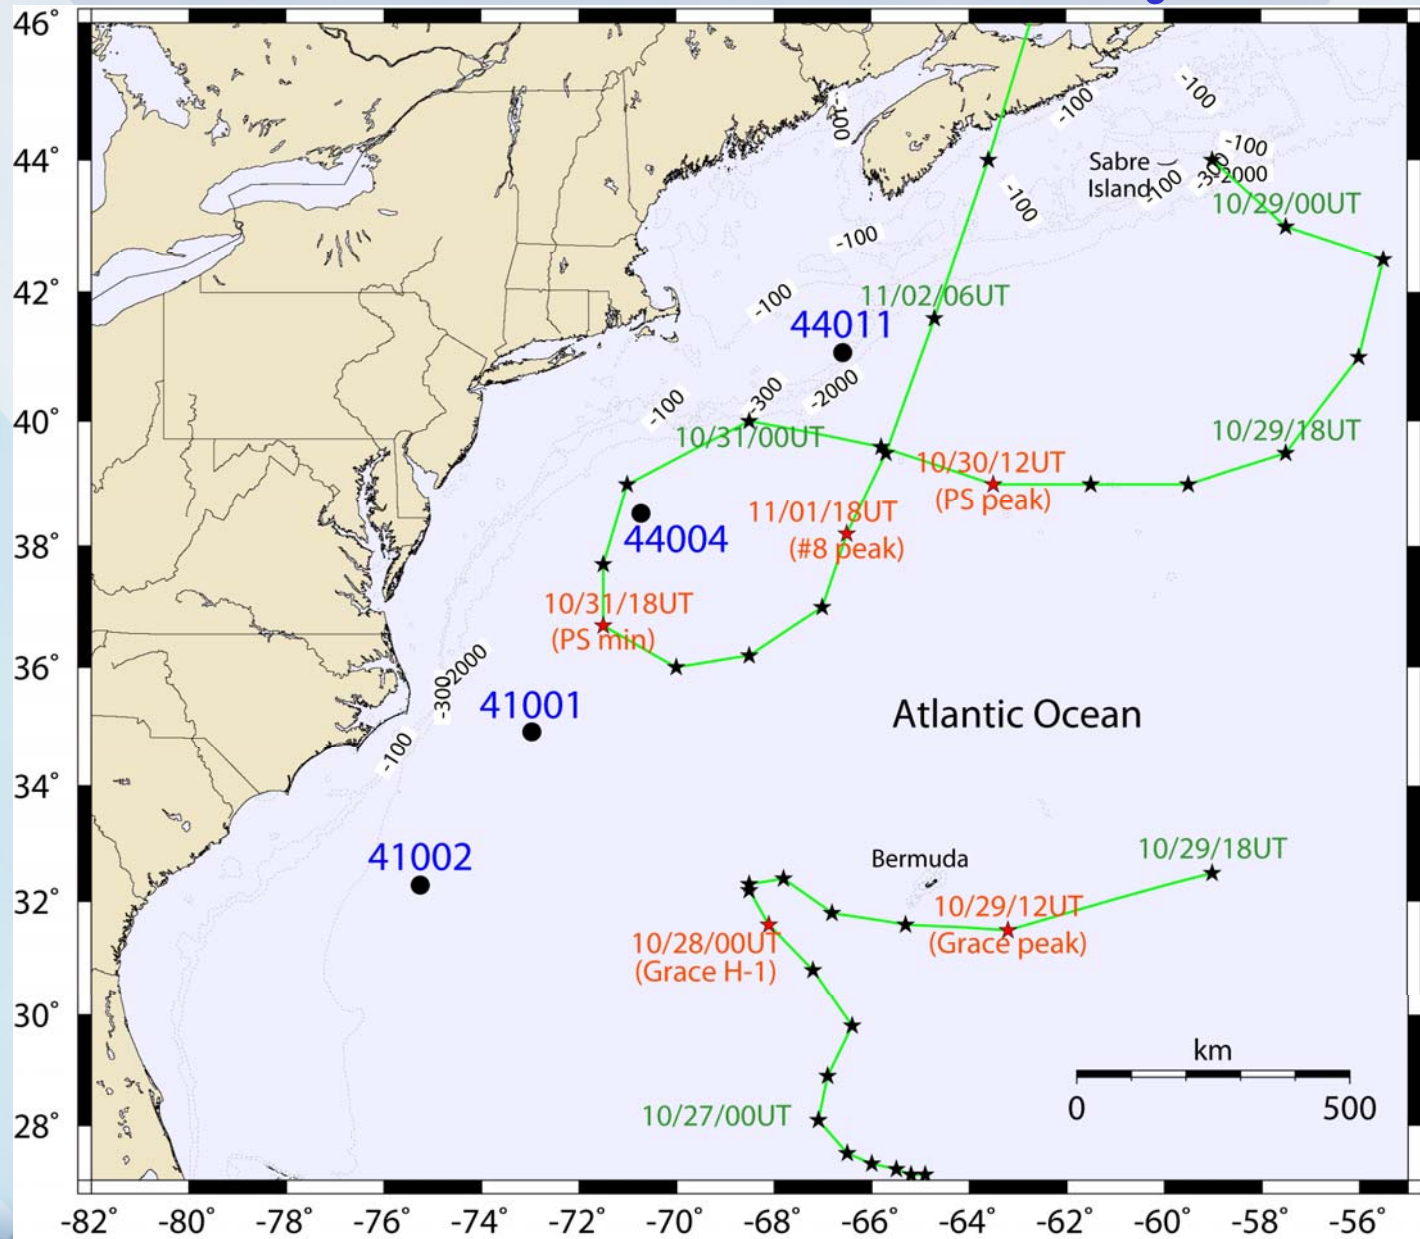 46°
44°
42°
40°
38°
36°
34°
32°
30°
28°
-82° -80° -78° -76° -74° -72° -70° -68° -66° -64° -62° -60° -58° -56°
-100
-100
-100
-100
Sabre
Island
-100
-300
-2000
-100
10/29/00UT
-100
-100
-100
11/02/06UT
44011
-100
-300
-2000
10/31/00UT
10/29/18UT
10/30/12UT
(PS peak)
11/01/18UT
(#8 peak)
44004
10/31/18UT
(PS min)
-300
-2000
41001
-100
Atlantic Ocean
41002
Bermuda
10/29/18UT
10/29/12UT
(Grace peak)
10/28/00UT
(Grace H-1)
10/27/00UT
km
0 500